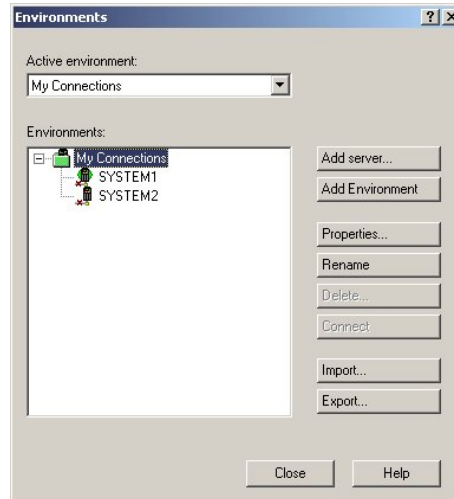 Environments
Active environment:
My Connections
Environments:
My Connections
SYSTEM1
SYSTEM2
Add server...
Add Environment
Properties...
Rename
Delete...
Connect
Import...
Export...
Close
Help